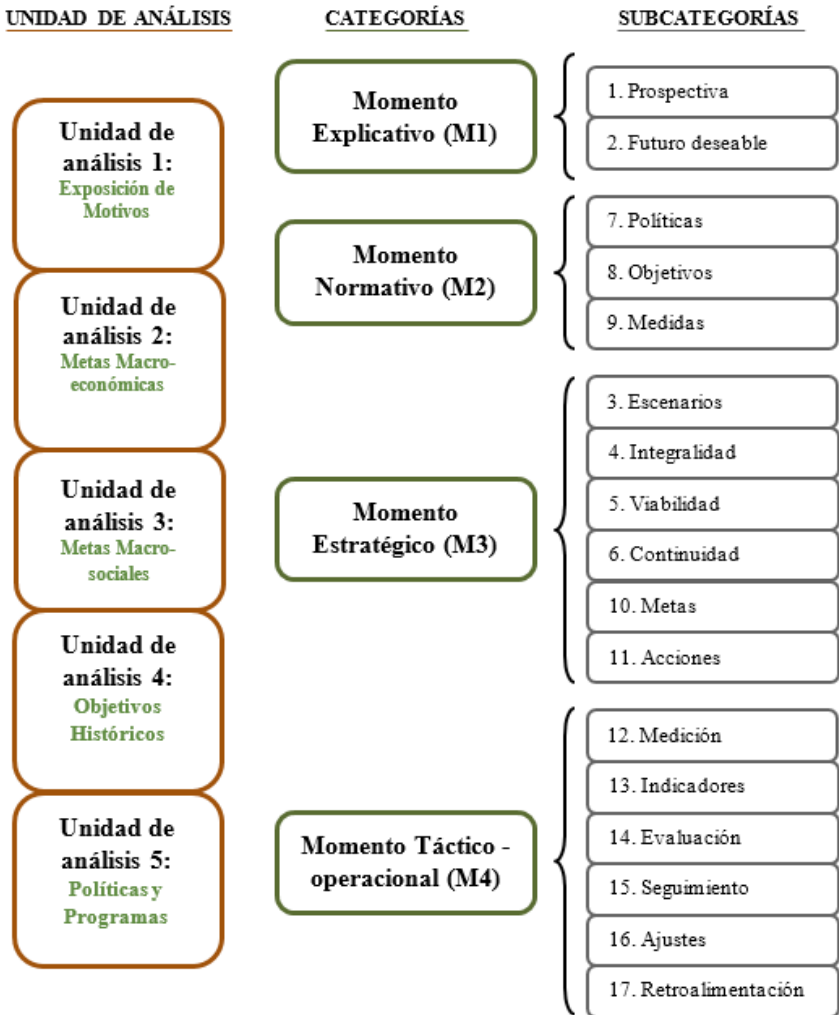 UNIDAD DE ANÁLISIS
CATEGORÍAS
SUBCATEGORÍAS
Unidad de
análisis 1:
Exposición de
Motivos
Unidad de
análisis 2:
Metas Macro-
económicas
Unidad de
análisis 3:
Metas Macro-
sociales
Unidad de
análisis 4:
Objetivos
Históricos
Unidad de
análisis 5:
Políticas y
Programas
Momento
Explicativo (M1)
1. Prospectiva
2. Futuro deseable
Momento
Normativo (M2)
7. Políticas
8. Objetivos
9. Medidas
Momento
Estratégico (M3)
3. Escenarios
4. Integralidad
5. Viabilidad
6. Continuidad
10. Metas
11. Acciones
Momento Táctico -
operacional (M4)
12. Medición
13. Indicadores
14. Evaluación
15. Seguimiento
16. Ajustes
17. Retroalimentación